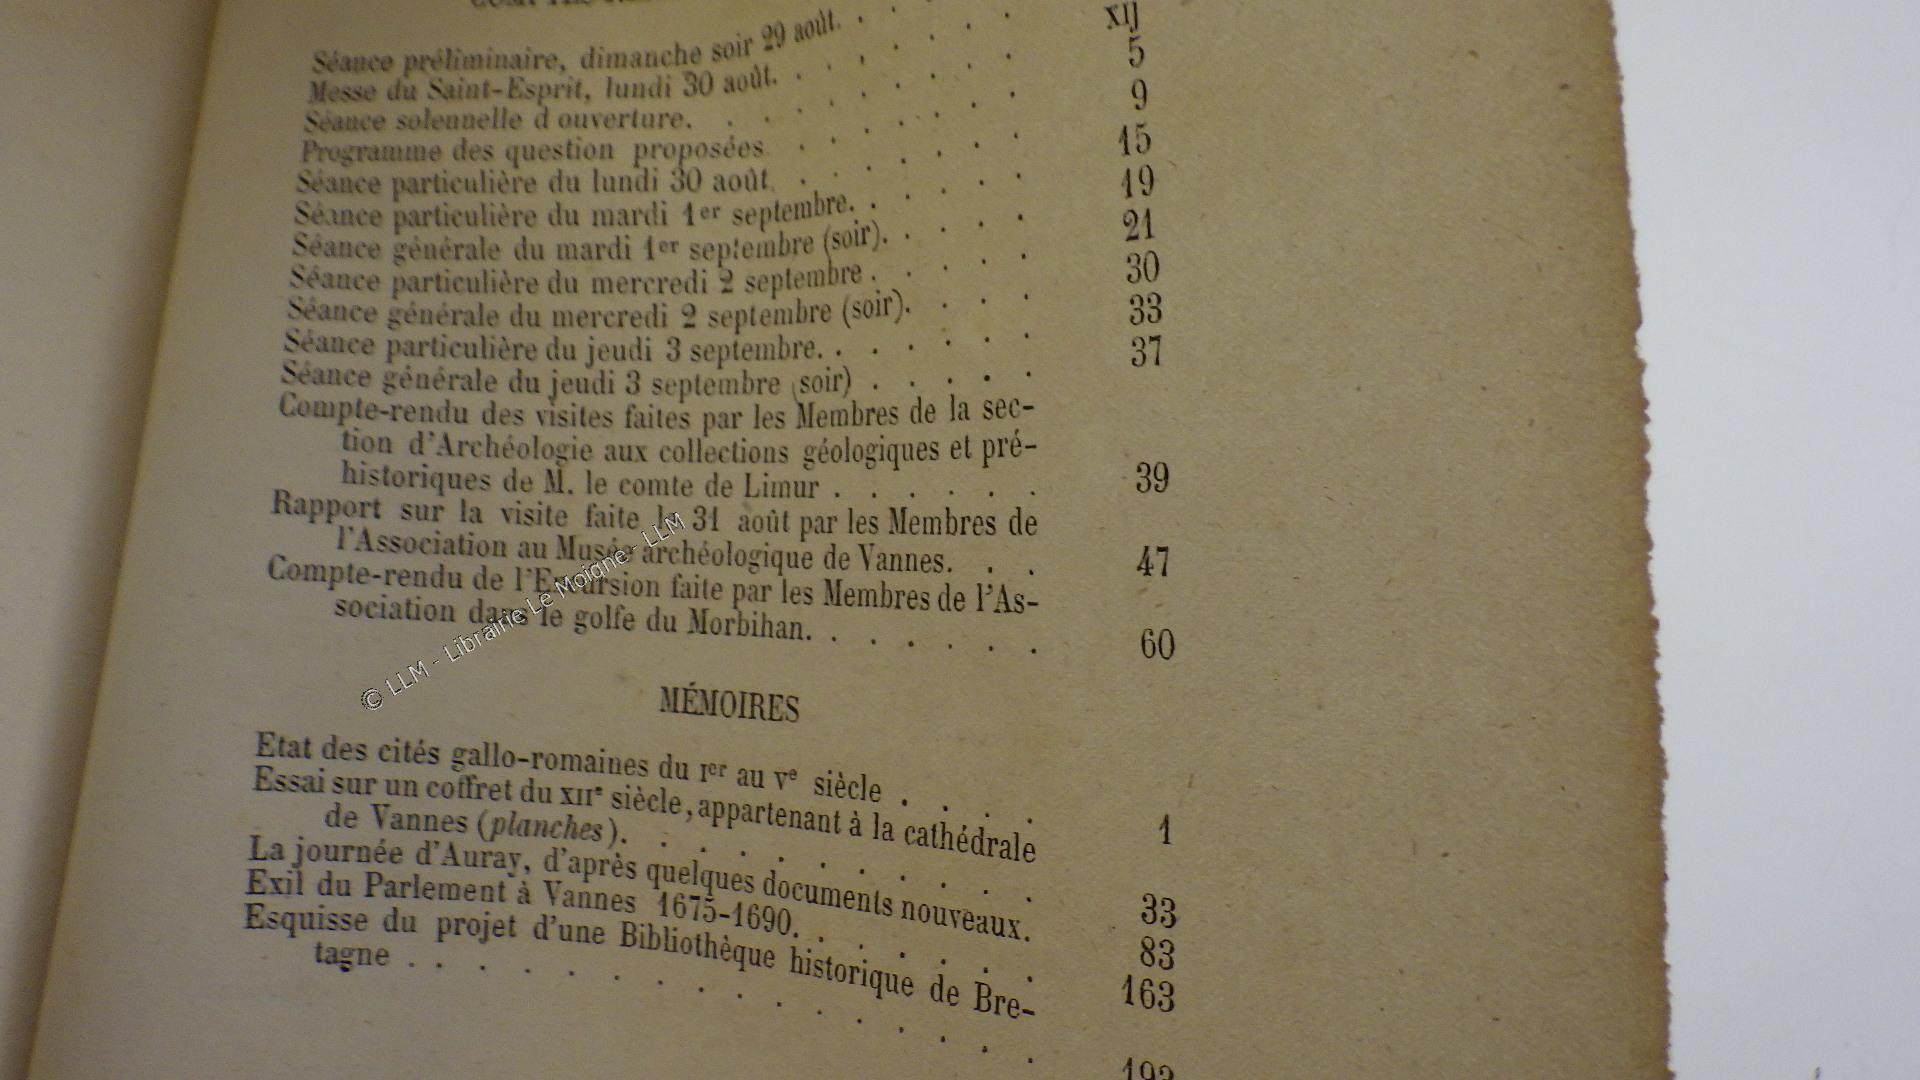 Séance préliminaire, dimanche soir 29 août. . . . . xij
Messe du Saint-Esprit, lundi 30 août. . . . . . . 5
Séance solennelle d'ouverture. . . . . . . . . 9
Programme des question proposées . . . . . . 15
Séance particulière du lundi 30 août. . . . . . . 19
Séance particulière du mardi 1er septembre. . . . . . 21
Séance générale du mardi 1er septembre (soir). . . . . 30
Séance particulière du mercredi 2 septembre . . . . . 33
Séance générale du mercredi 2 septembre (soir). . . . 37
Séance particulière du jeudi 3 septembre. . . . . . .
Séance générale du jeudi 3 septembre (soir) . . . . .
Compte-rendu des visites faites par les Membres de la sec-
tion d'Archéologie aux collections géologiques et pré-
historiques de M. le comte de Limur . . . . . . 39
Rapport sur la visite faite le 31 août par les Membres de
l'Association au Musée archéologique de Vannes. . . 47
Compte-rendu de l'Excursion faite par les Membres de l'As-
sociation dans le golfe du Morbihan. . . . . . . 60
MÉMOIRES
Etat des cités gallo-romaines du Ier au Ve siècle . . . . 1
Essai sur un coffret du XIIe siècle, appartenant à la cathédrale
de Vannes (planches). . . . . . . . . . . 33
La journée d'Auray, d'après quelques documents nouveaux. 83
Exil du Parlement à Vannes 1675-1690. . . . . . . 163
Esquisse du projet d'une Bibliothèque historique de Bre-
tagne . . . . . . . . . . . . . . .
© LLM - Librairie Le Moigne - LLM